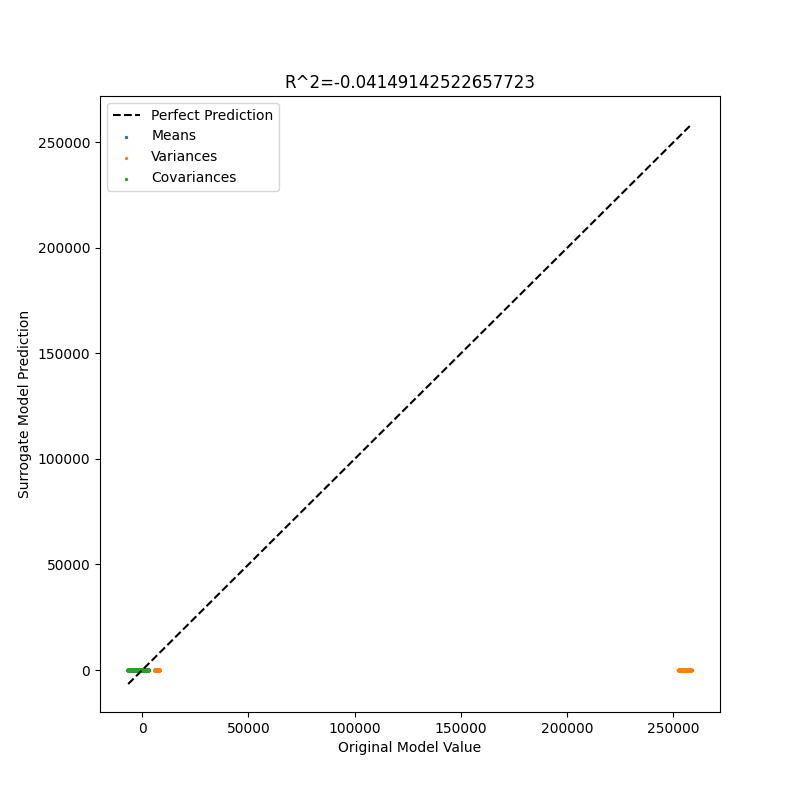 R^2=-0.04149142522657723
Perfect Prediction
Means
Variances
Covariances
250000
200000
150000
100000
50000
0
Surrogate Model Prediction
0 50000 100000 150000 200000 250000
Original Model Value